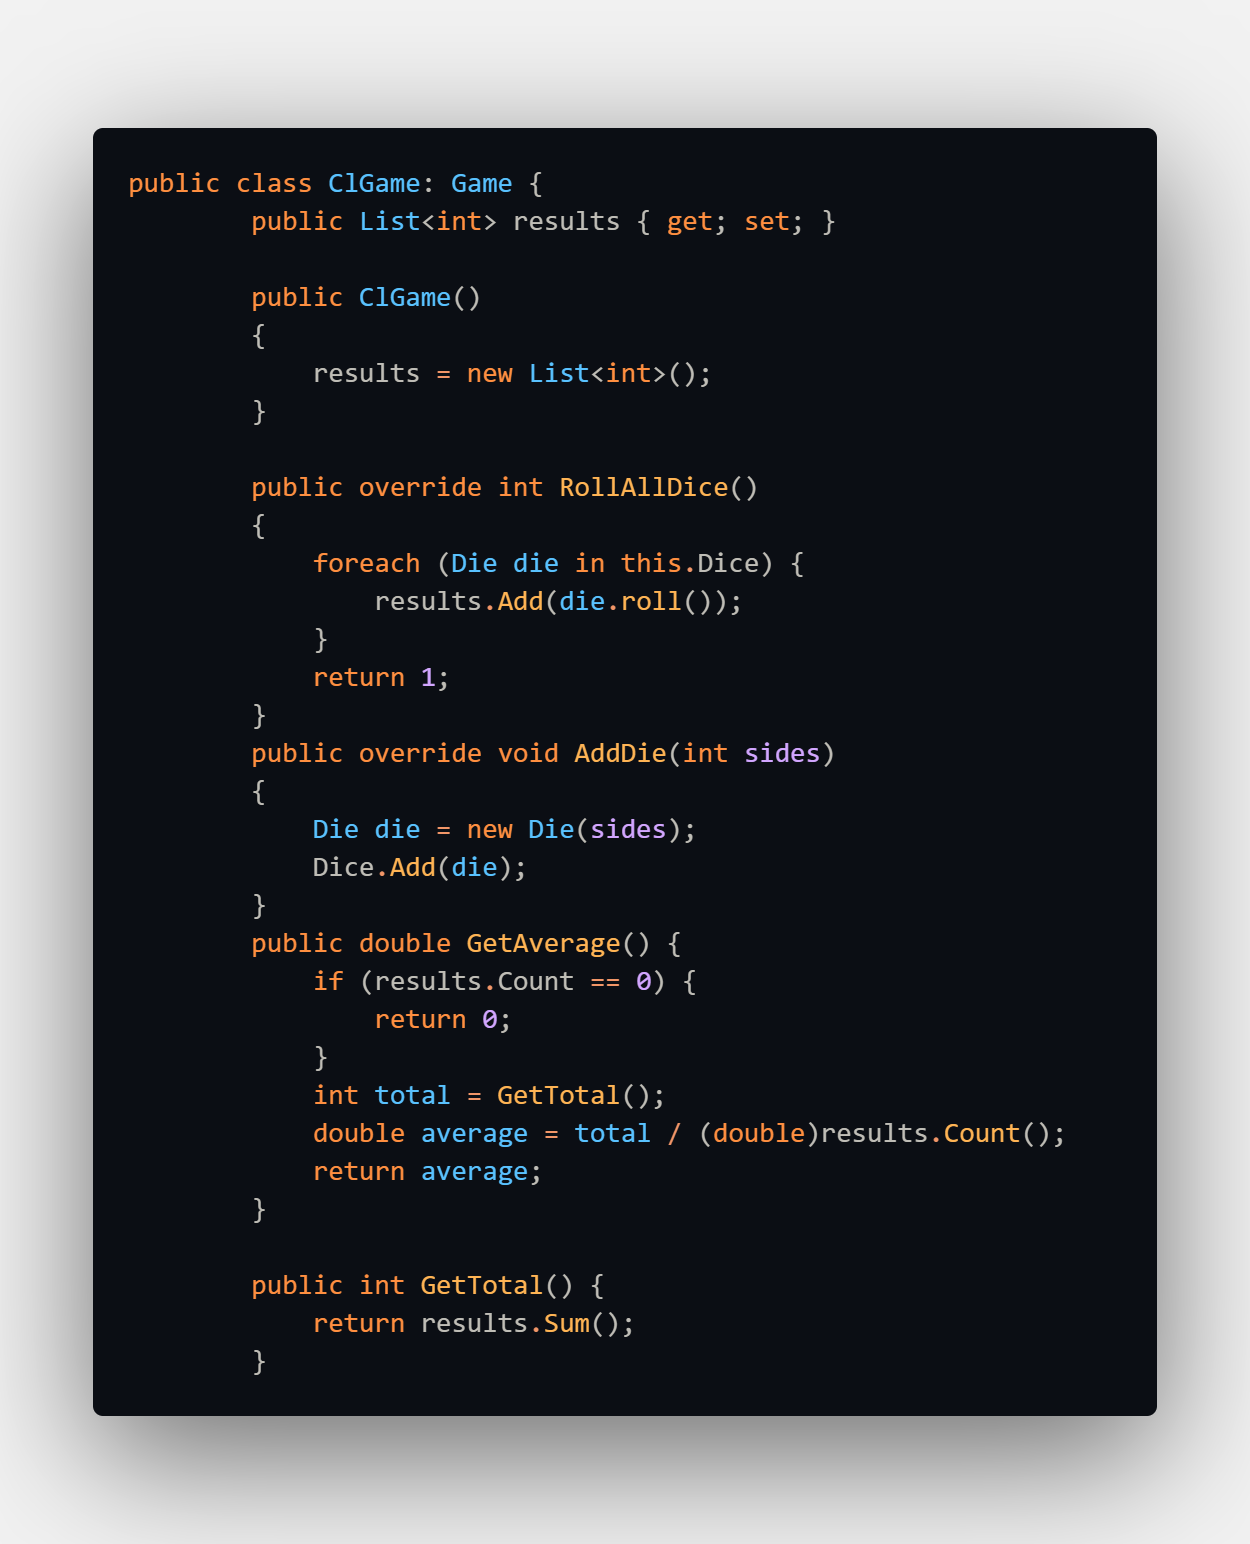 public class ClGame: Game {
        public List<int> results { get; set; }

        public ClGame()
        {
            results = new List<int>();
        }

        public override int RollAllDice()
        {
            foreach (Die die in this.Dice) {
                results.Add(die.roll());
            }
            return 1;
        }
        public override void AddDie(int sides)
        {
            Die die = new Die(sides);
            Dice.Add(die);
        }
        public double GetAverage() {
            if (results.Count == 0) {
                return 0;
            }
            int total = GetTotal();
            double average = total / (double)results.Count();
            return average;
        }

        public int GetTotal() {
            return results.Sum();
        }